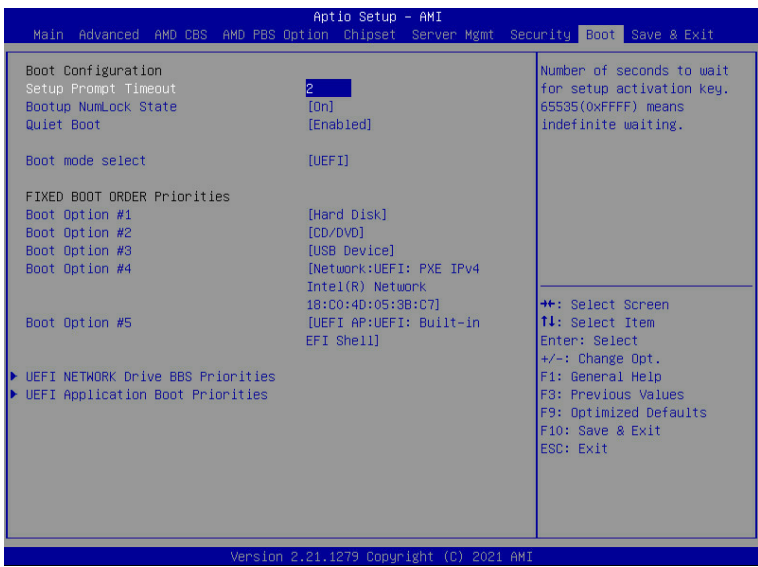 Aptio Setup – AMI
Main Advanced AMD CBS AMD PBS Option Chipset Server Mgmt Security Boot Save & Exit
Boot Configuration
Setup Prompt Timeout 2
Bootup NumLock State [On]
Quiet Boot [Enabled]
Boot mode select [UEFI]
FIXED BOOT ORDER Priorities
Boot Option #1 [Hard Disk]
Boot Option #2 [CD/DVD]
Boot Option #3 [USB Device]
Boot Option #4 [Network:UEFI: PXE IPv4
Intel(R) Network
18:C0:4D:05:3B:C7]
Boot Option #5 [UEFI AP:UEFI: Built-in
EFI Shell]
UEFI NETWORK Drive BBS Priorities
UEFI Application Boot Priorities
Number of seconds to wait
for setup activation key.
65535(0xFFFF) means
indefinite waiting.
→←: Select Screen
↑↓: Select Item
Enter: Select
+/-: Change Opt.
F1: General Help
F3: Previous Values
F9: Optimized Defaults
F10: Save & Exit
ESC: Exit
Version 2.21.1279 Copyright (C) 2021 AMI